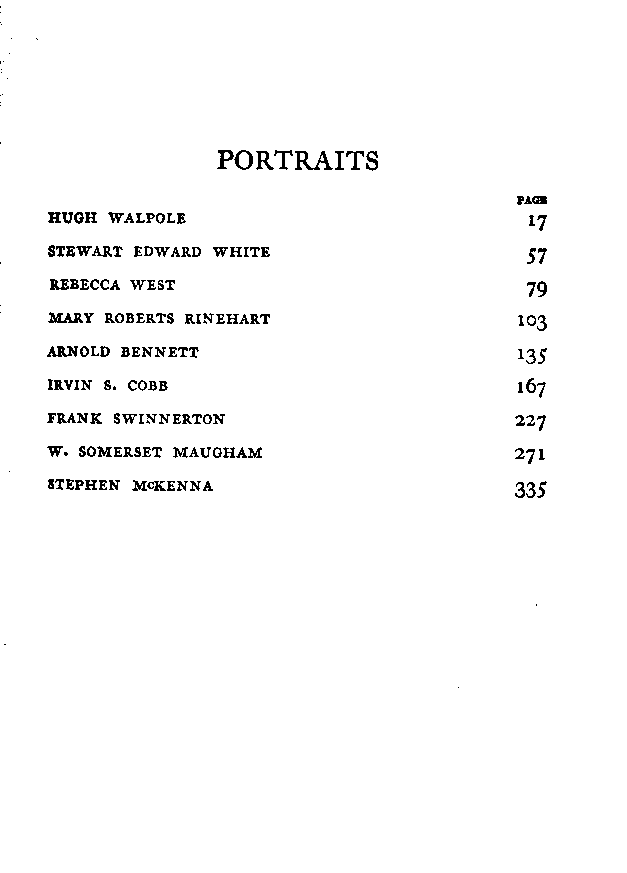 PORTRAITS
PAGE
HUGH WALPOLE 17
STEWART EDWARD WHITE 57
REBECCA WEST 79
MARY ROBERTS RINEHART 103
ARNOLD BENNETT 135
IRVIN S. COBB 167
FRANK SWINNERTON 227
W. SOMERSET MAUGHAM 271
STEPHEN McKENNA 335